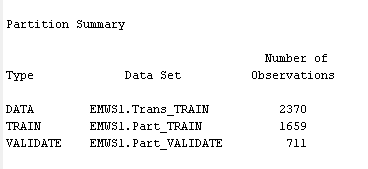 Partition Summary
Number of
Type Data Set Observations
DATA EMWS1.Trans_TRAIN 2370
TRAIN EMWS1.Part_TRAIN 1659
VALIDATE EMWS1.Part_VALIDATE 711